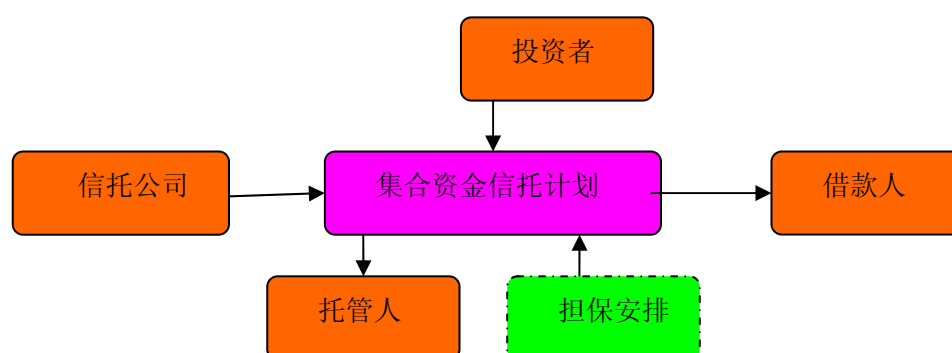 投资者
信托公司
集合资金信托计划
借款人
托管人
担保安排